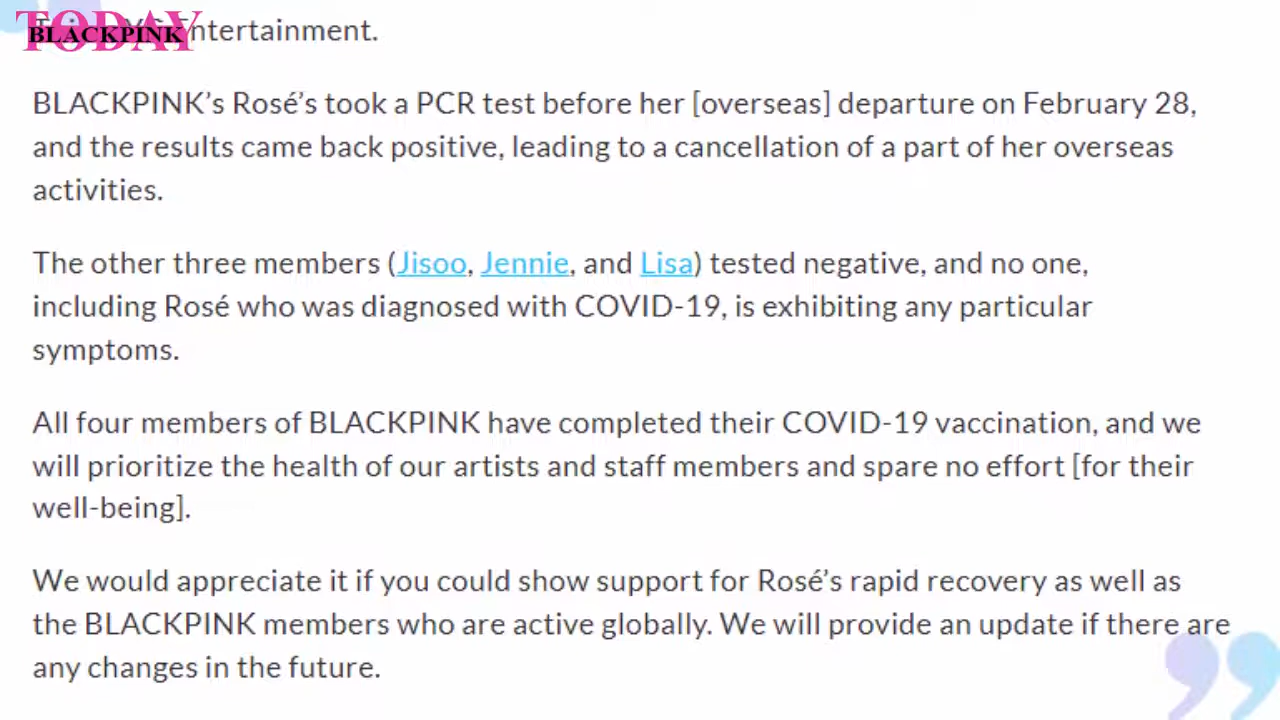 TODAY
BLACKPINK
Entertainment.
BLACKPINK’s Rosé’s took a PCR test before her [overseas] departure on February 28,
and the results came back positive, leading to a cancellation of a part of her overseas
activities.
The other three members (Jisoo, Jennie, and Lisa) tested negative, and no one,
including Rosé who was diagnosed with COVID-19, is exhibiting any particular
symptoms.
All four members of BLACKPINK have completed their COVID-19 vaccination, and we
will prioritize the health of our artists and staff members and spare no effort [for their
well-being].
We would appreciate it if you could show support for Rosé’s rapid recovery as well as
the BLACKPINK members who are active globally. We will provide an update if there are
any changes in the future.